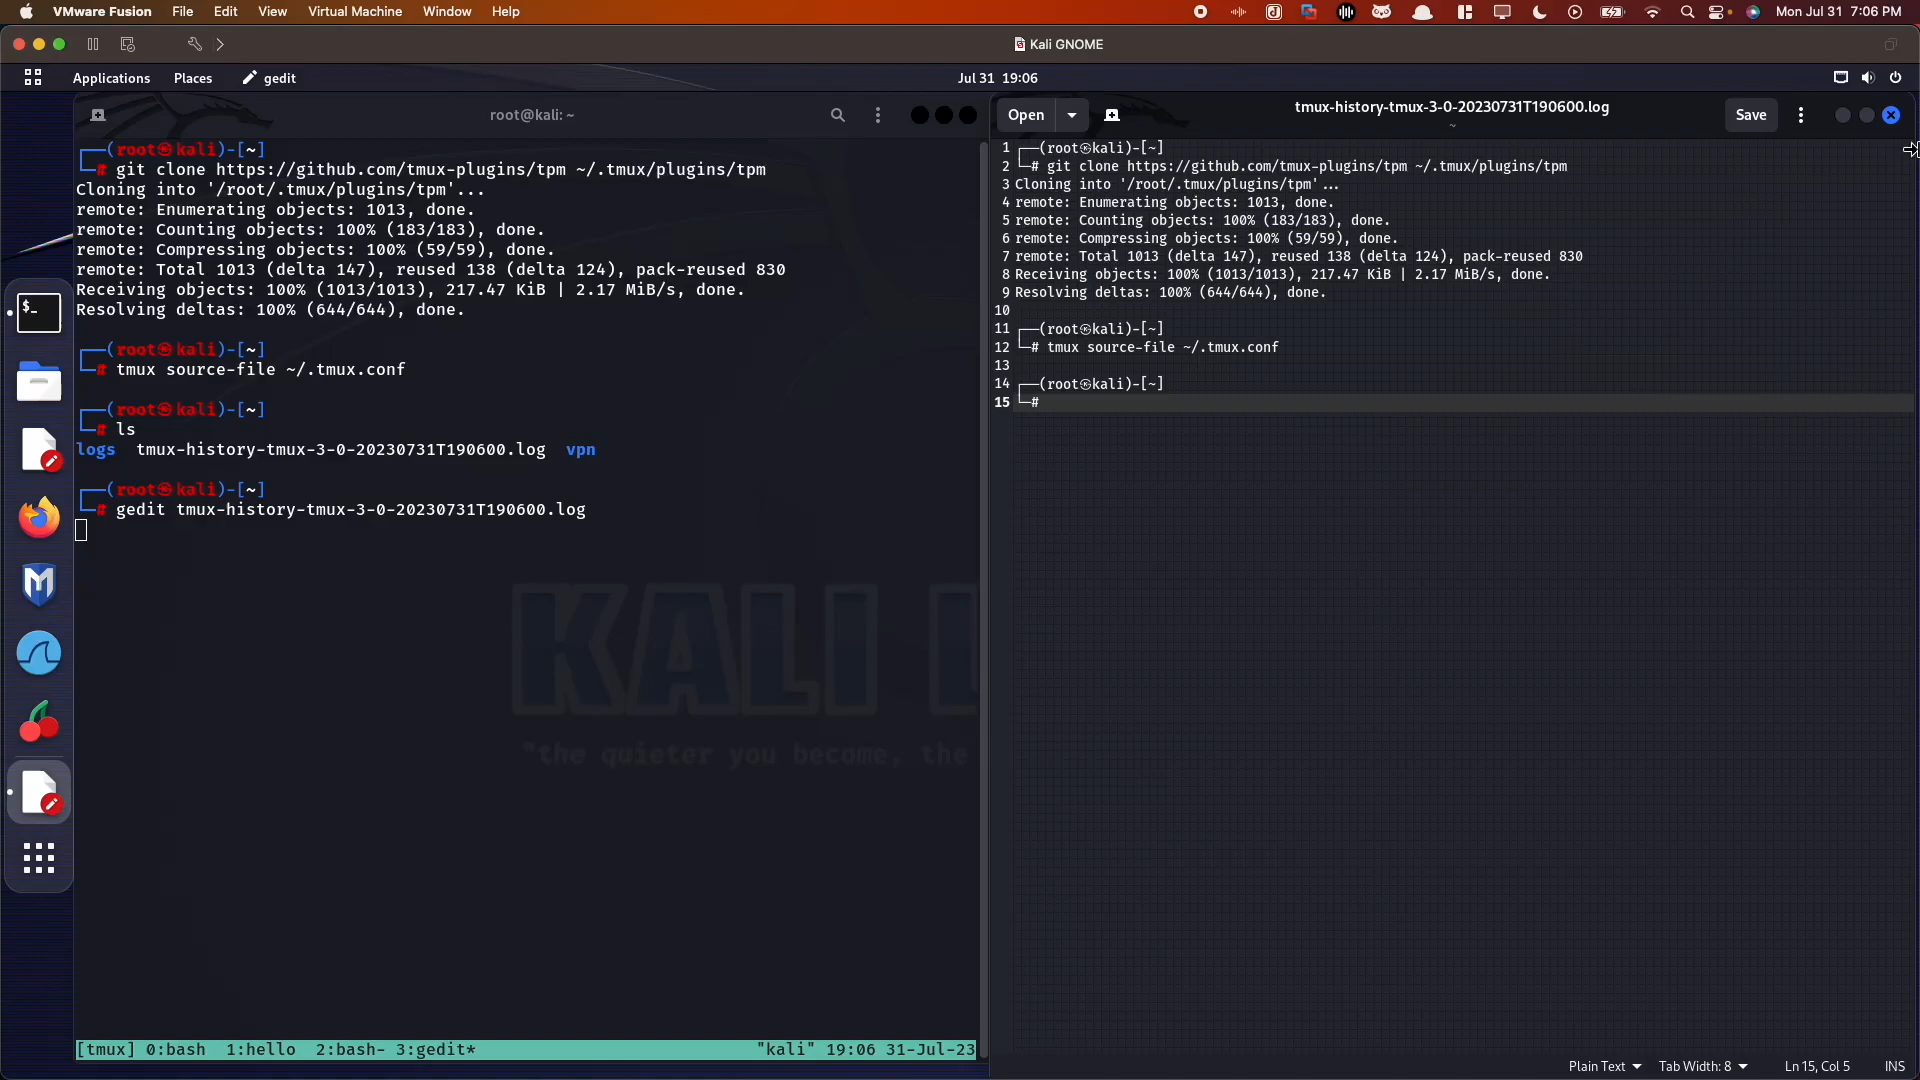 VMware Fusion File Edit View Virtual Machine Window Help Mon Jul 31 7:06 PM
Kali GNOME
Applications Places gedit Jul 31 19:06
root@kali: ~
Open tmux-history-tmux-3-0-20230731T190600.log Save
~
┌──(root㉿kali)-[~]
└─# git clone https://github.com/tmux-plugins/tpm ~/.tmux/plugins/tpm
Cloning into '/root/.tmux/plugins/tpm'...
remote: Enumerating objects: 1013, done.
remote: Counting objects: 100% (183/183), done.
remote: Compressing objects: 100% (59/59), done.
remote: Total 1013 (delta 147), reused 138 (delta 124), pack-reused 830
Receiving objects: 100% (1013/1013), 217.47 KiB | 2.17 MiB/s, done.
Resolving deltas: 100% (644/644), done.
┌──(root㉿kali)-[~]
└─# tmux source-file ~/.tmux.conf
┌──(root㉿kali)-[~]
└─# ls
logs tmux-history-tmux-3-0-20230731T190600.log vpn
┌──(root㉿kali)-[~]
└─# gedit tmux-history-tmux-3-0-20230731T190600.log
KALI L
"the quieter you become, the
[tmux] 0:bash 1:hello 2:bash- 3:gedit* "kali" 19:06 31-Jul-23
1 ┌──(root㉿kali)-[~]
2 └─# git clone https://github.com/tmux-plugins/tpm ~/.tmux/plugins/tpm
3 Cloning into '/root/.tmux/plugins/tpm'...
4 remote: Enumerating objects: 1013, done.
5 remote: Counting objects: 100% (183/183), done.
6 remote: Compressing objects: 100% (59/59), done.
7 remote: Total 1013 (delta 147), reused 138 (delta 124), pack-reused 830
8 Receiving objects: 100% (1013/1013), 217.47 KiB | 2.17 MiB/s, done.
9 Resolving deltas: 100% (644/644), done.
10
11 ┌──(root㉿kali)-[~]
12 └─# tmux source-file ~/.tmux.conf
13
14 ┌──(root㉿kali)-[~]
15 └─#
Plain Text Tab Width: 8 Ln 15, Col 5 INS